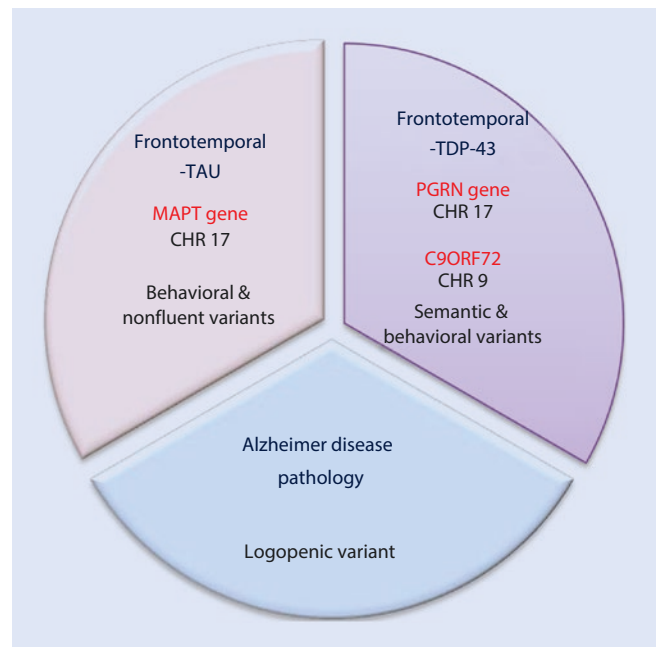 Frontotemporal
-TAU
MAPT gene
CHR 17
Behavioral &
nonfluent variants
Frontotemporal
-TDP-43
PGRN gene
CHR 17
C9ORF72
CHR 9
Semantic &
behavioral variants
Alzheimer disease
pathology
Logopenic variant